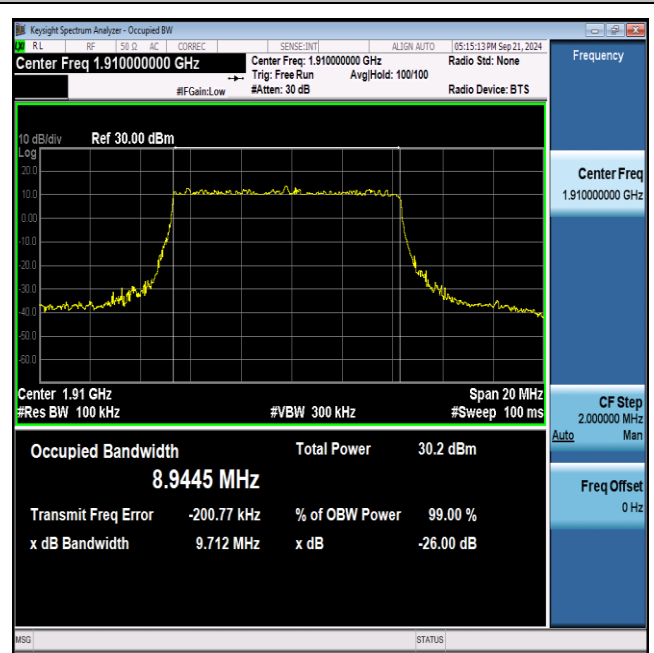 Keysight Spectrum Analyzer - Occupied BW
LXI RL RF 50 Ω AC CORREC SENSE:INT ALIGN AUTO 05:15:13 PM Sep 21, 2024
Center Freq 1.910000000 GHz
Center Freq: 1.910000000 GHz
Radio Std: None
Trig: Free Run Avg|Hold: 100/100
#IFGain:Low #Atten: 30 dB Radio Device: BTS
10 dB/div Ref 30.00 dBm
Log
20.0
10.0
0.00
-10.0
-20.0
-30.0
-40.0
-50.0
-60.0
Center 1.91 GHz Span 20 MHz
#Res BW 100 kHz #VBW 300 kHz #Sweep 100 ms
Occupied Bandwidth Total Power 30.2 dBm
8.9445 MHz
Transmit Freq Error -200.77 kHz % of OBW Power 99.00 %
x dB Bandwidth 9.712 MHz x dB -26.00 dB
MSG STATUS
Frequency
Center Freq
1.910000000 GHz
CF Step
2.000000 MHz
Auto Man
Freq Offset
0 Hz